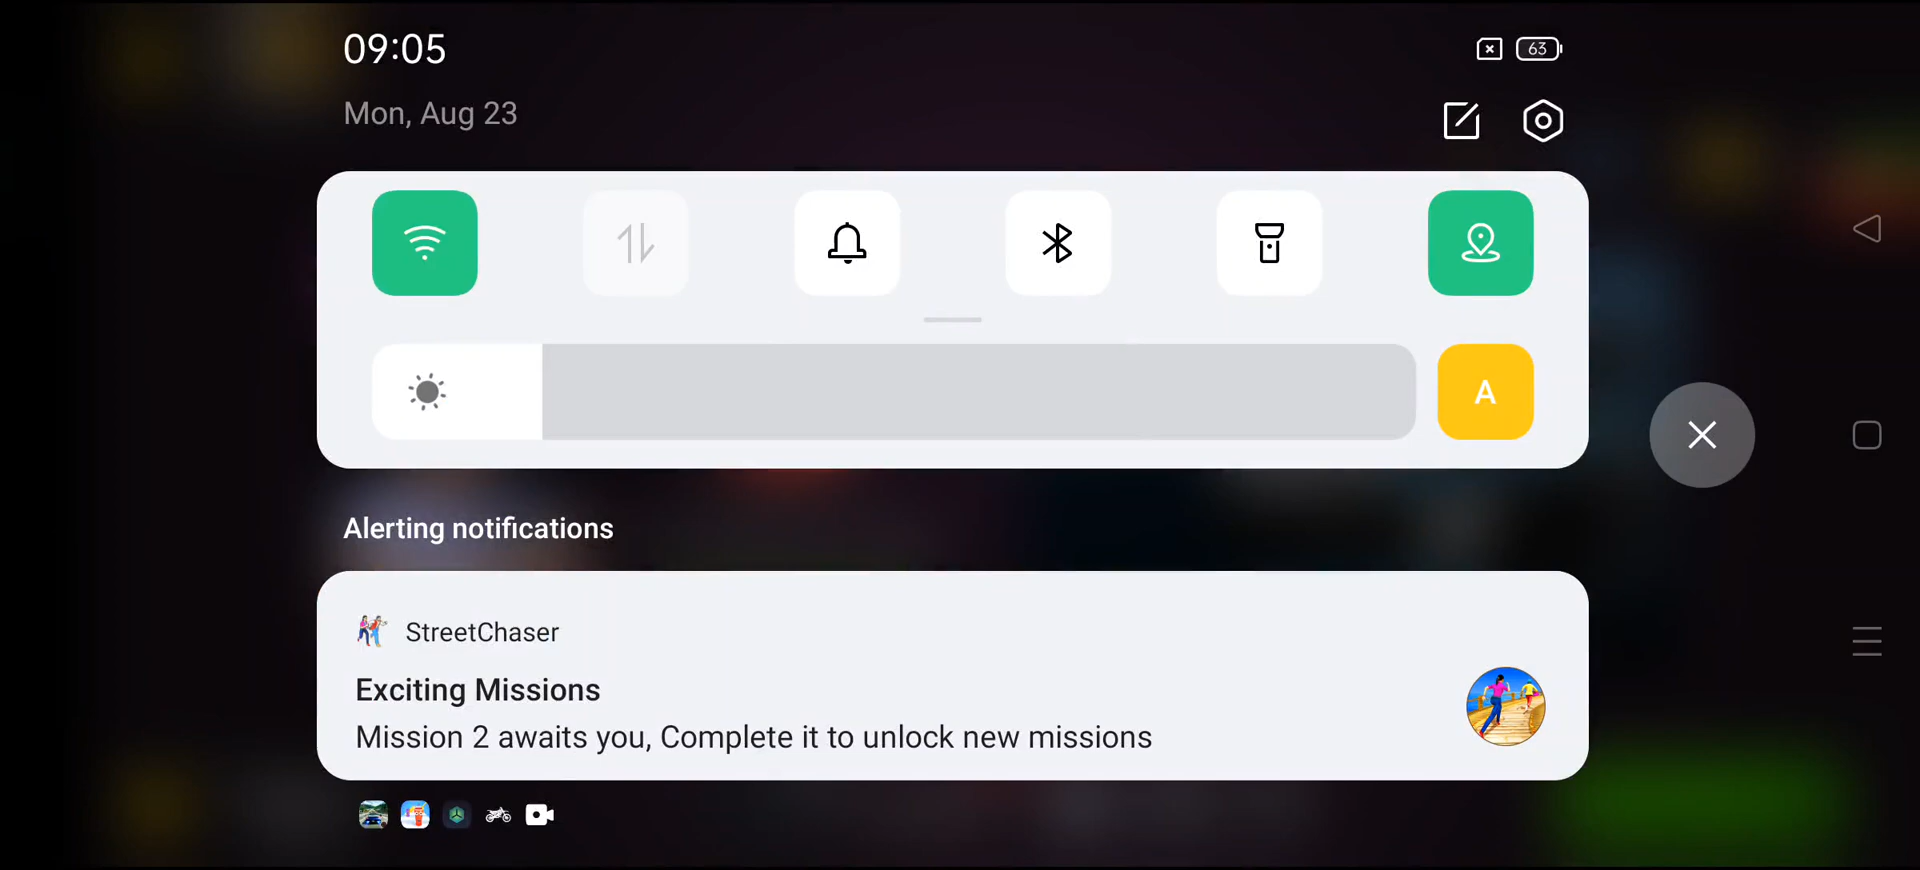 09:05
63
Mon, Aug 23
A
Alerting notifications
StreetChaser
Exciting Missions
Mission 2 awaits you, Complete it to unlock new missions